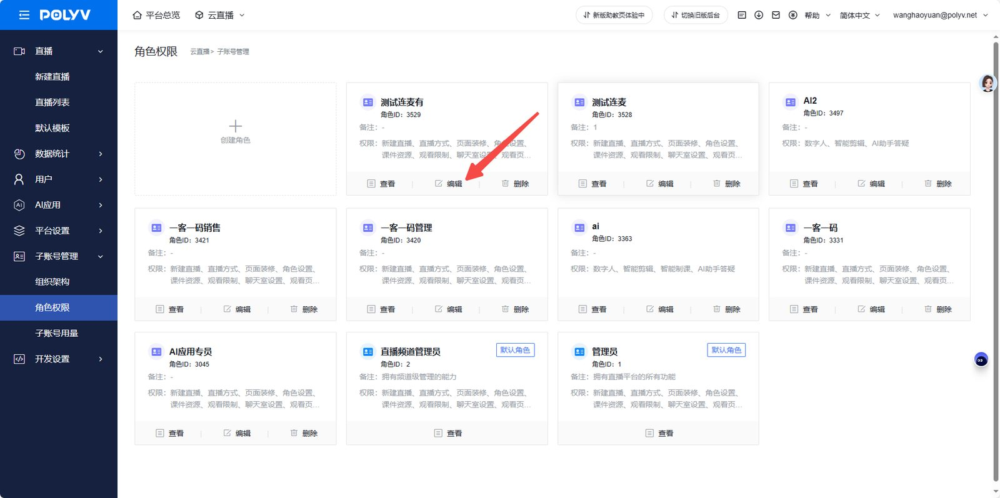 POLYV
平台总览
云直播
新版助教页体验中
切换旧版后台
帮助
简体中文
wanghaoyuan@polyv.net
直播
新建直播
直播列表
默认模板
数据统计
用户
AI应用
平台设置
子账号管理
组织架构
角色权限
子账号用量
开发设置
角色权限
云直播> 子账号管理
创建角色
测试连麦有
角色ID：3529
备注：-
权限：新建直播、直播方式、页面装修、角色设置、
课件资源、观看限制、聊天室设置、观看页...
查看
编辑
删除
测试连麦
角色ID：3528
备注：1
权限：新建直播、直播方式、页面装修、角色设置、
课件资源、观看限制、聊天室设置、观看页...
查看
编辑
删除
AI2
角色ID：3497
备注：-
权限：数字人、智能剪辑、AI助手答疑
查看
编辑
删除
一客一码销售
角色ID：3421
备注：-
权限：新建直播、直播方式、页面装修、角色设置、
课件资源、观看限制、聊天室设置、观看页...
查看
编辑
删除
一客一码管理
角色ID：3420
备注：-
权限：新建直播、直播方式、页面装修、角色设置、
课件资源、观看限制、聊天室设置、观看页...
查看
编辑
删除
ai
角色ID：3363
备注：-
权限：数字人、智能剪辑、智能制课、AI助手答疑
查看
编辑
删除
一客一码
角色ID：3331
备注：-
权限：新建直播、直播方式、页面装修、角色设置、
课件资源、观看限制、聊天室设置、观看页...
查看
编辑
删除
AI应用专员
角色ID：3045
备注：-
权限：新建直播、直播方式、页面装修、角色设置、
课件资源、观看限制、聊天室设置、观看页...
查看
编辑
删除
直播频道管理员
默认角色
角色ID：2
备注：拥有频道级管理的能力
权限：新建直播、直播方式、页面装修、角色设置、
课件资源、观看限制、聊天室设置、观看页...
查看
管理员
默认角色
角色ID：1
备注：拥有直播平台的所有功能
权限：新建直播、直播方式、页面装修、角色设置、
课件资源、观看限制、聊天室设置、观看页...
查看